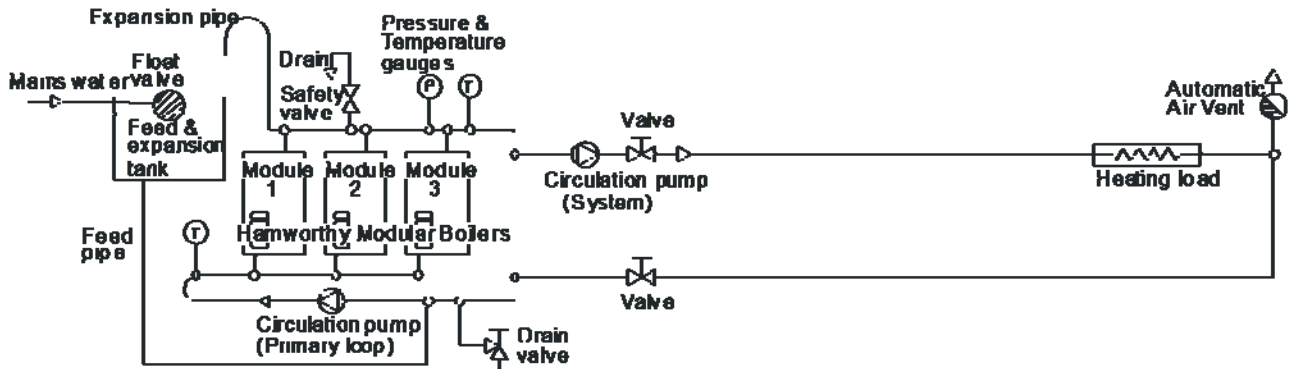 Expansion pipe
Pressure &
Temperature
gauges
Drain
Float
valve
Mains water
Safety
valve
Automatic
Air Vent
Valve
Feed &
expansion
tank
Module
1
Module
2
Module
3
P
T
Circulation pump
(System)
Heating load
T
Feed
pipe
Hamworthy Modular Boilers
Valve
Circulation pump
(Primary loop)
Drain
valve